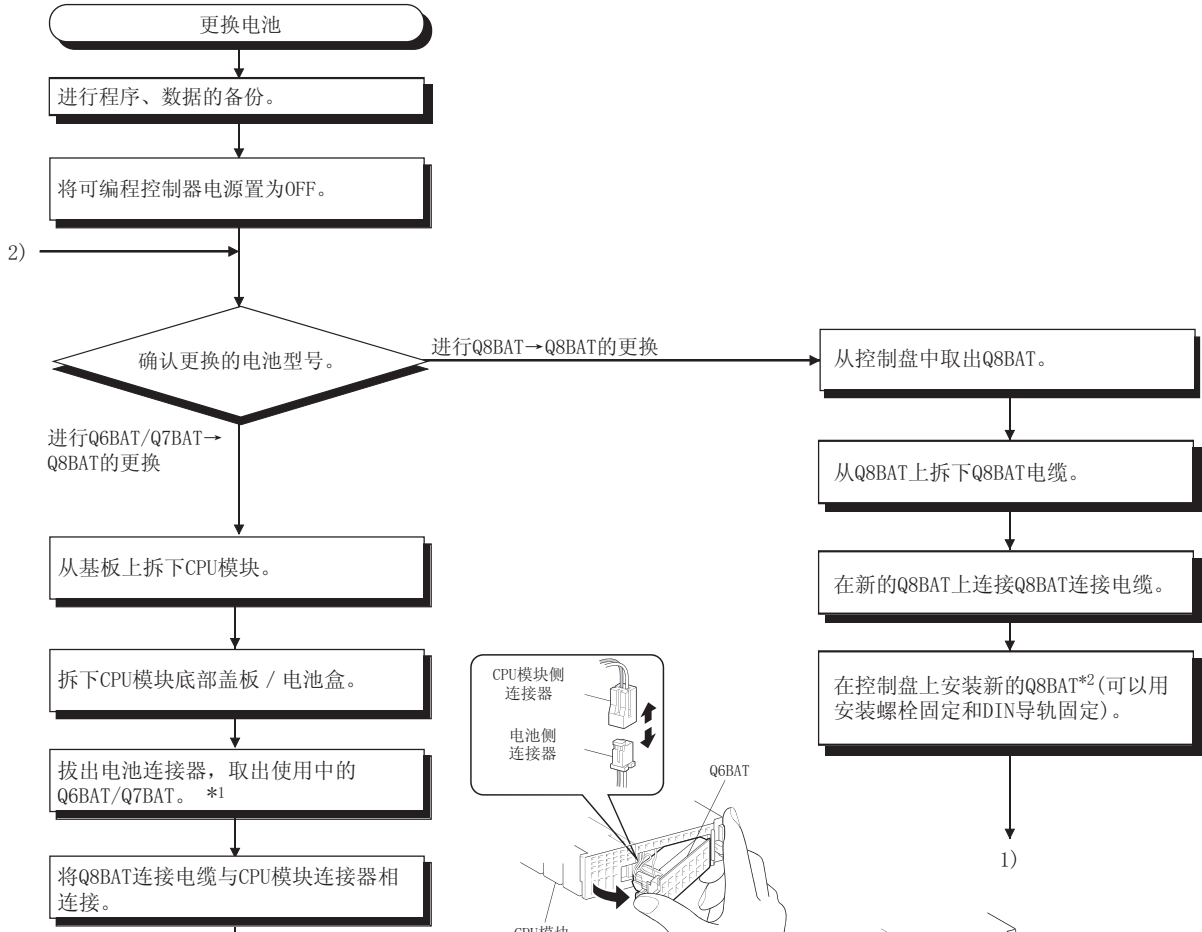 更换电池
进行程序、数据的备份。
将可编程控制器电源置为OFF。
2)
确认更换的电池型号。
进行Q8BAT→Q8BAT的更换
进行Q6BAT/Q7BAT→
Q8BAT的更换
从基板上拆下CPU模块。
拆下CPU模块底部盖板／电池盒。
拔出电池连接器，取出使用中的
Q6BAT/Q7BAT。 *1
将Q8BAT连接电缆与CPU模块连接器相
连接。
CPU模块侧
连接器
电池侧
连接器
Q6BAT
CPU模块
从控制盘中取出Q8BAT。
从Q8BAT上拆下Q8BAT电缆。
在新的Q8BAT上连接Q8BAT连接电缆。
在控制盘上安装新的Q8BAT*2(可以用
安装螺栓固定和DIN导轨固定)。
1)